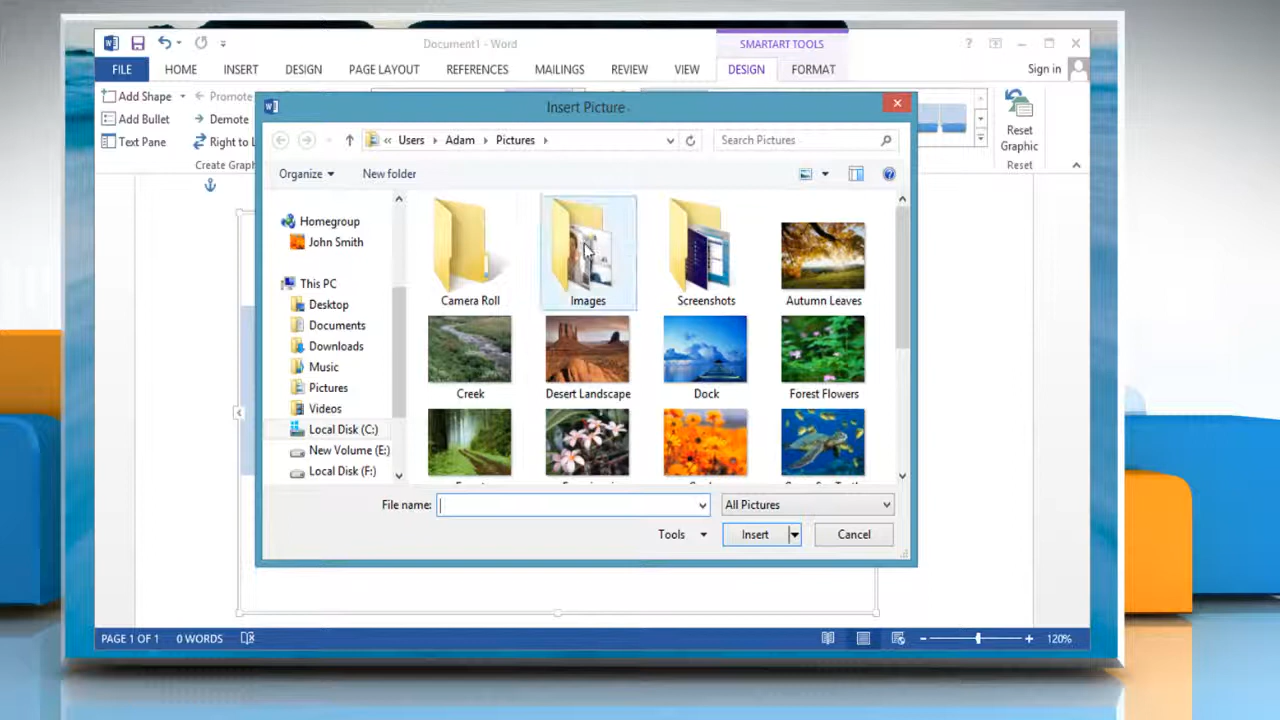 Document1 - Word
SMARTART TOOLS
?
FILE HOME INSERT DESIGN PAGE LAYOUT REFERENCES MAILINGS REVIEW VIEW DESIGN FORMAT Sign in
Add Shape Promote
Add Bullet Demote
Text Pane Right to L
Create Graph
Reset
Graphic
Reset
Insert Picture
« Users Adam Pictures
Search Pictures
Organize New folder
?
Homegroup
John Smith
This PC
Desktop
Documents
Downloads
Music
Pictures
Videos
Local Disk (C:)
New Volume (E:)
Local Disk (F:)
Camera Roll Images Screenshots Autumn Leaves
Creek Desert Landscape Dock Forest Flowers
File name: All Pictures
Tools Insert Cancel
PAGE 1 OF 1 0 WORDS 120%